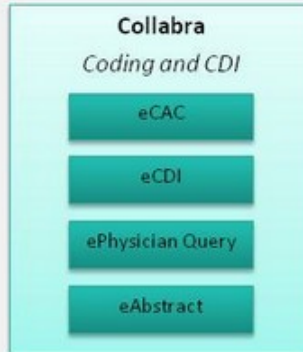 Collabra
Coding and CDI
eCAC
eCDI
ePhysician Query
eAbstract